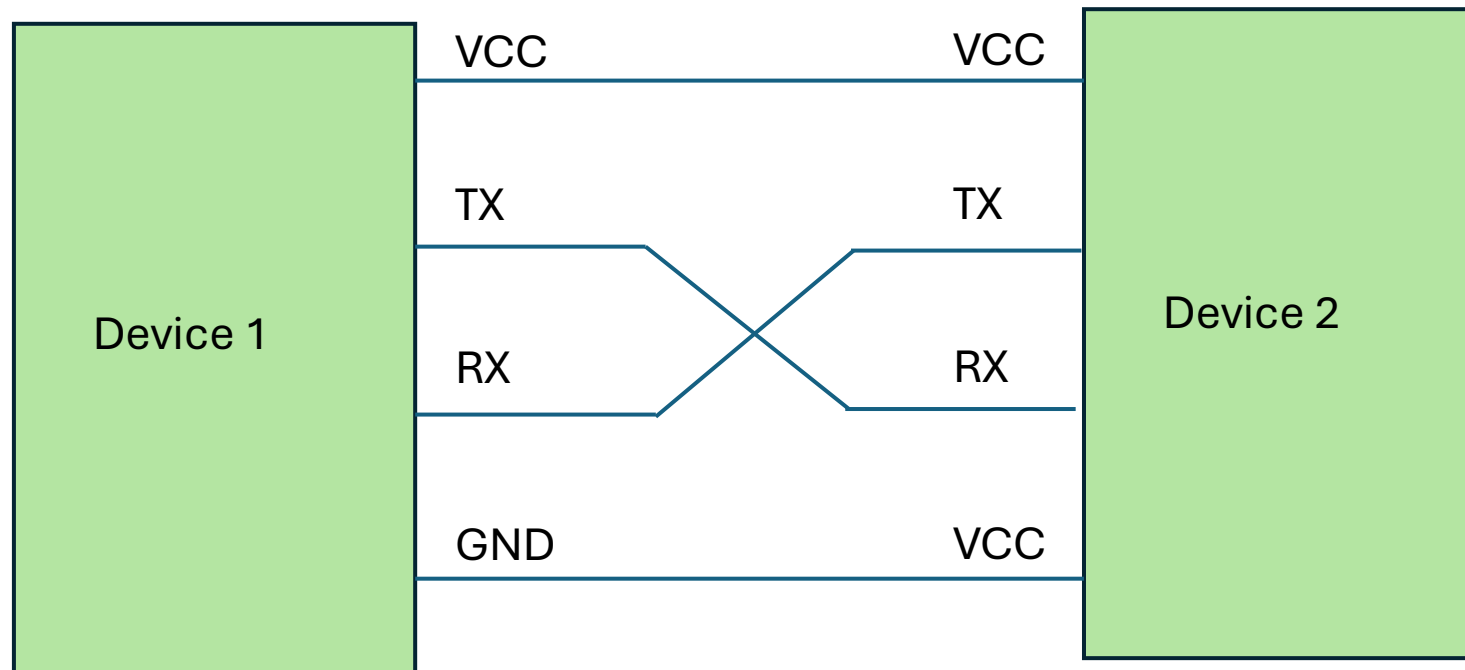 VCC VCC
TX TX
Device 1 Device 2
RX RX
GND VCC